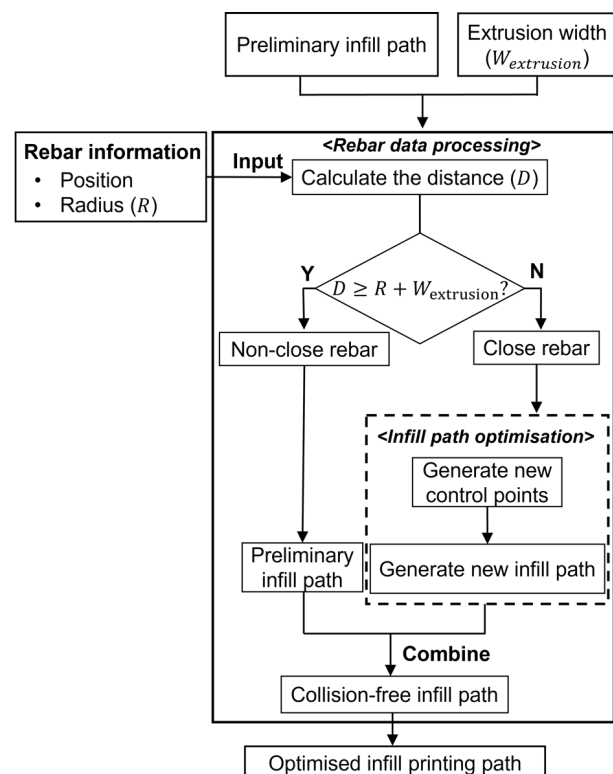 Preliminary infill path
Extrusion width
(W_extrusion)
<Rebar data processing>
Rebar information
• Position
• Radius (R)
Input
Calculate the distance (D)
Y
N
D ≥ R + W_extrusion?
Non-close rebar
Close rebar
<Infill path optimisation>
Generate new
control points
Preliminary
infill path
Generate new infill path
Combine
Collision-free infill path
Optimised infill printing path